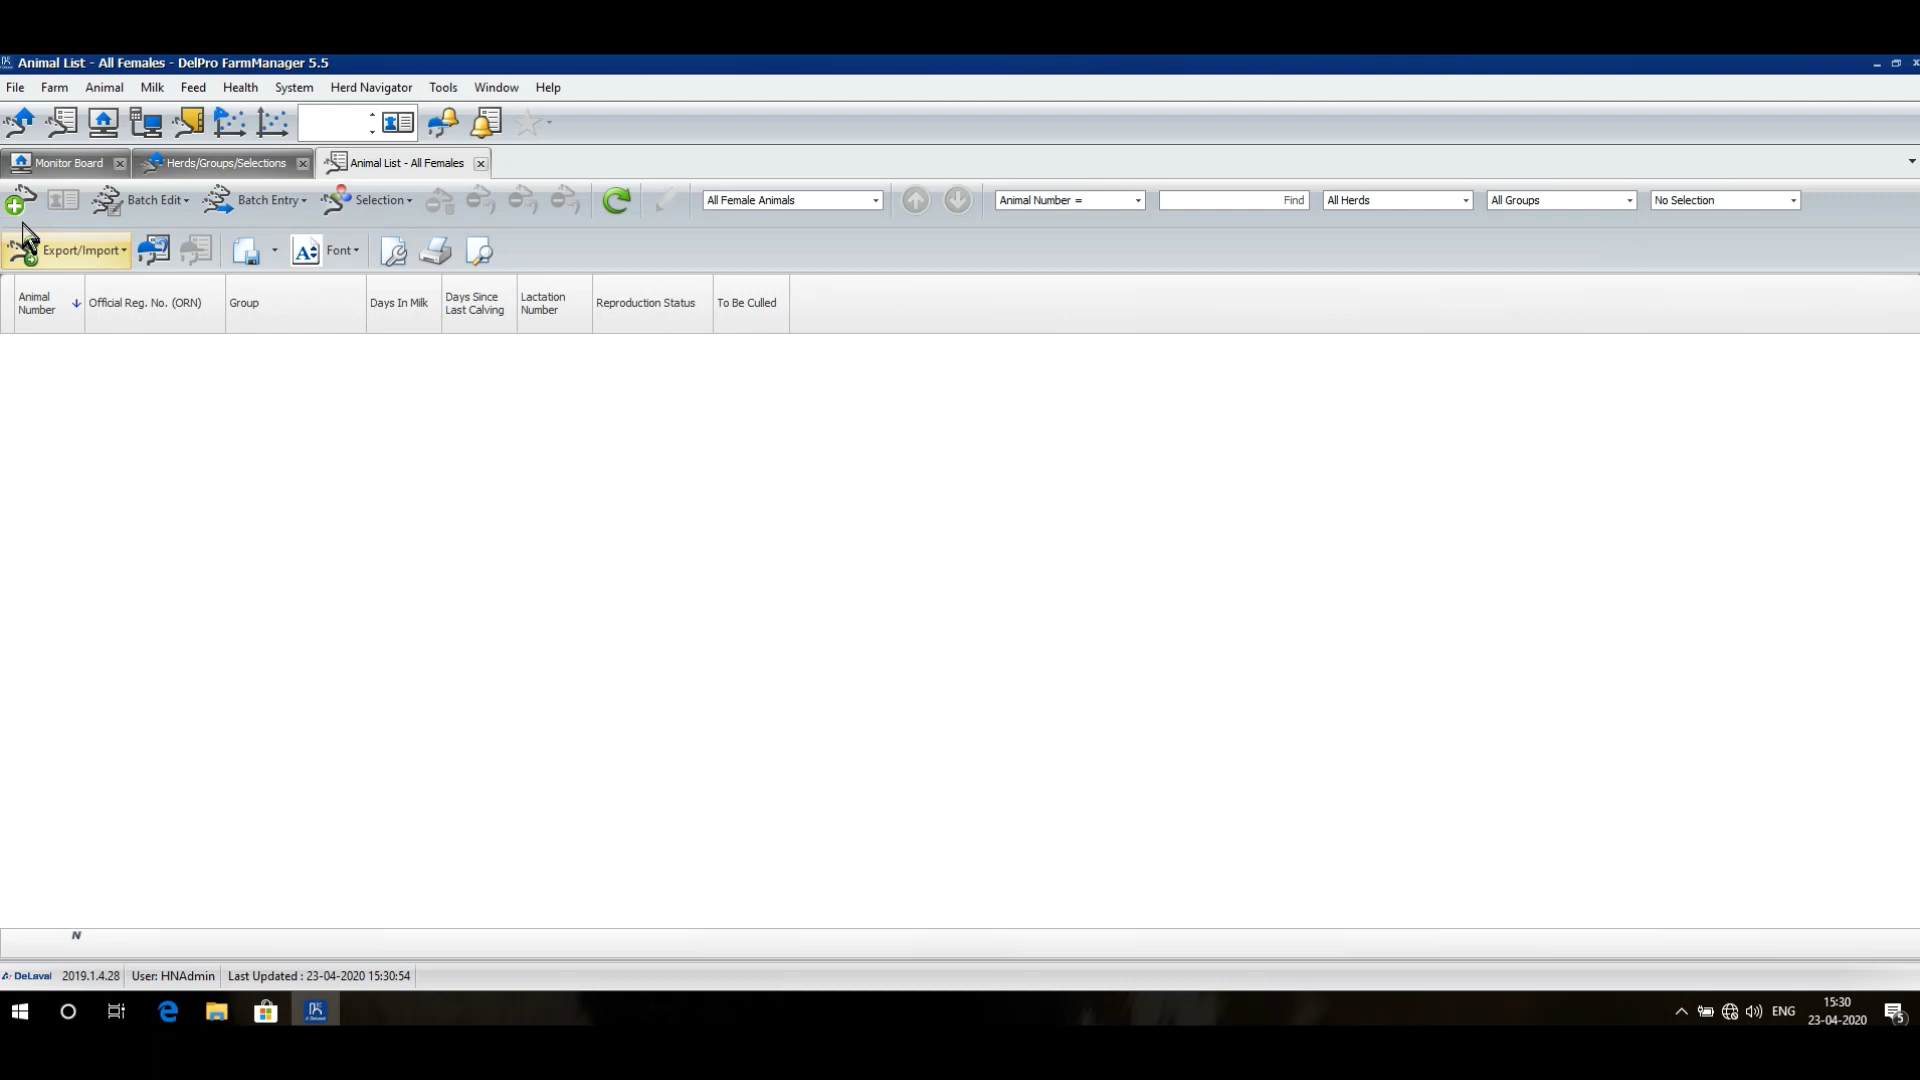 Animal List - All Females - DelPro FarmManager 5.5
File Farm Animal Milk Feed Health System Herd Navigator Tools Window Help
Monitor Board Herds/Groups/Selections Animal List - All Females
Batch Edit Batch Entry Selection All Female Animals Animal Number = Find All Herds All Groups No Selection
Export/Import Font
Animal Number Official Reg. No. (ORN) Group Days In Milk Days Since Last Calving Lactation Number Reproduction Status To Be Culled
N
DeLaval 2019.1.4.28 User: HNAdmin Last Updated : 23-04-2020 15:30:54
ENG 15:30
23-04-2020 5